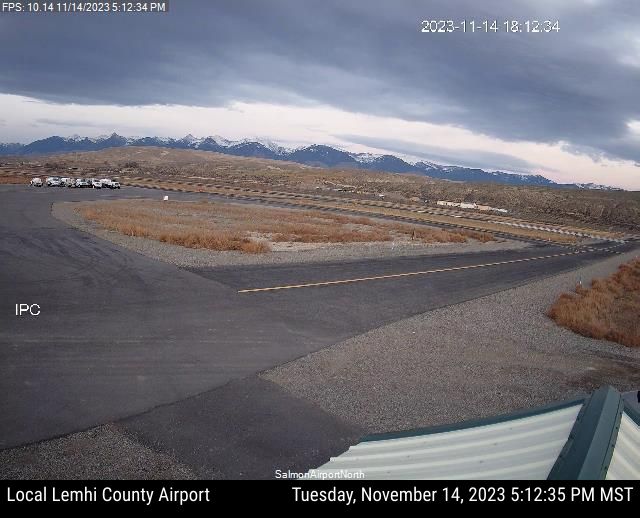 FPS: 10.14 11/14/2023 5:12:34 PM
2023-11-14 18:12:34
IPC
SalmonAirportNorth
Local Lemhi County Airport Tuesday, November 14, 2023 5:12:35 PM MST